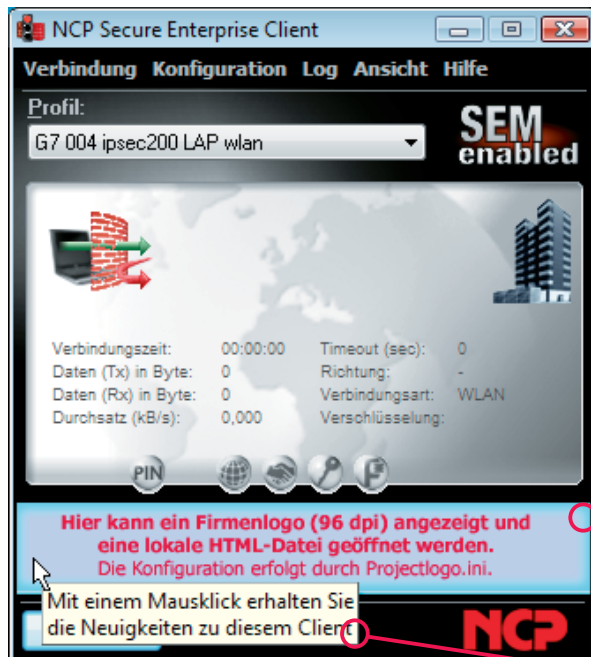 NCP Secure Enterprise Client
Verbindung Konfiguration Log Ansicht Hilfe
Profil:
G7 004 ipsec200 LAP wlan
SEM
enabled
Verbindungszeit: 00:00:00 Timeout (sec): 0
Daten (Tx) in Byte: 0 Richtung: -
Daten (Rx) in Byte: 0 Verbindungsart: WLAN
Durchsatz (kB/s): 0,000 Verschlüsselung:
PIN
Hier kann ein Firmenlogo (96 dpi) angezeigt und
eine lokale HTML-Datei geöffnet werden.
Die Konfiguration erfolgt durch Projectlogo.ini.
Mit einem Mausklick erhalten Sie
die Neuigkeiten zu diesem Client
NCP